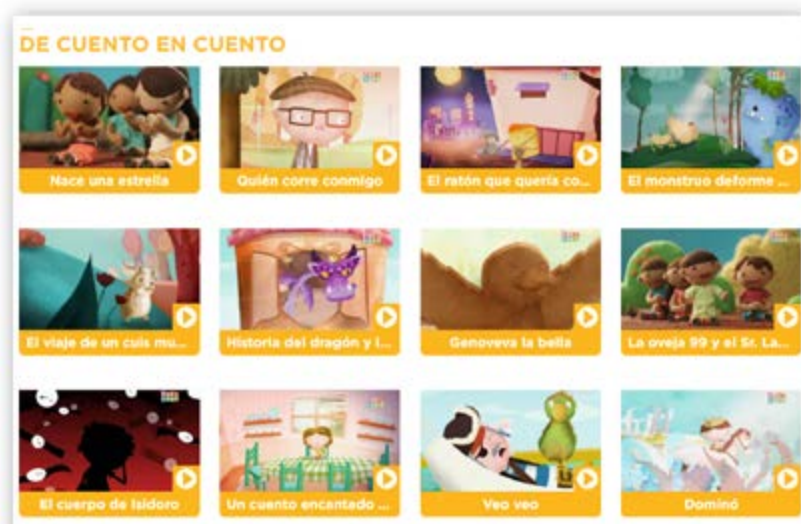 DE CUENTO EN CUENTO
Nace una estrella
Quién corre conmigo
El ratón que quería co...
El monstruo deforme ...
El viaje de un cuis mu...
Historia del dragón y l...
Genoveva la bella
La oveja 99 y el Sr. La...
El cuerpo de Isidoro
Un cuento encantado ...
Veo veo
Dominó